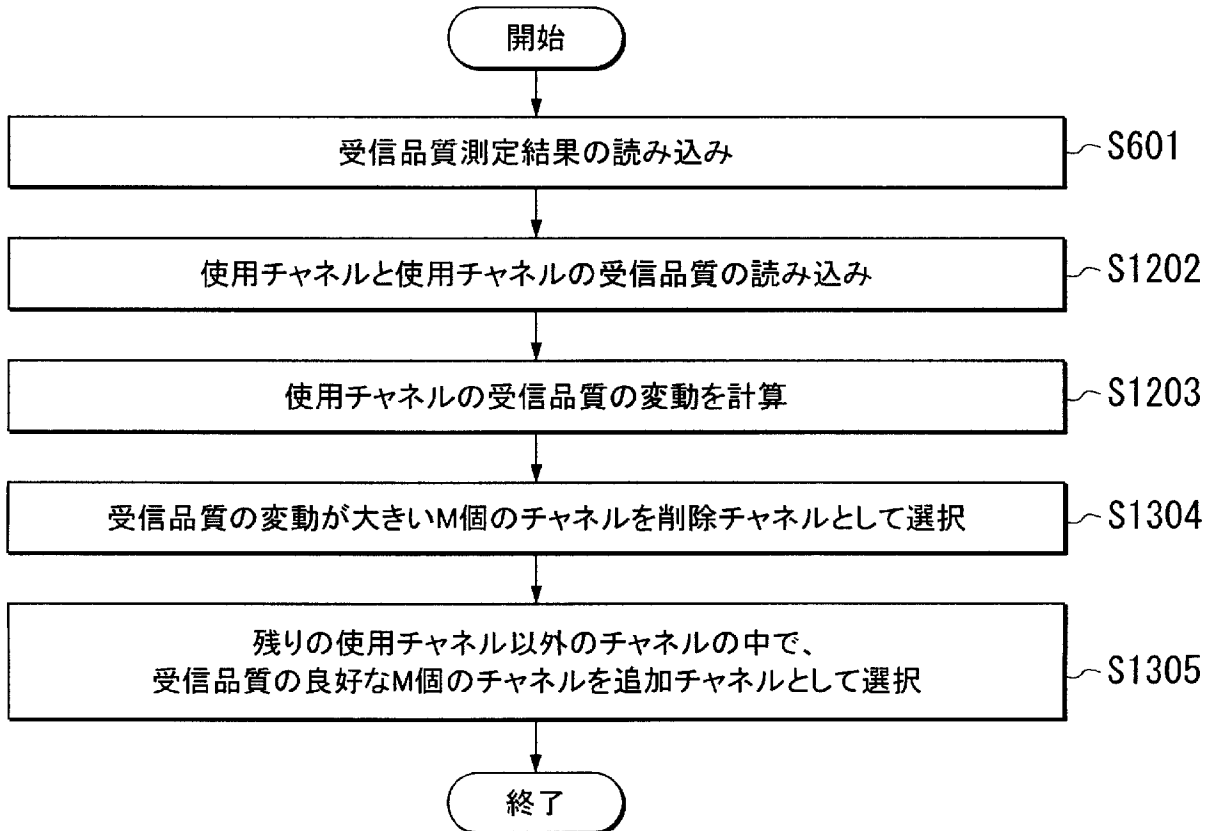 開始
受信品質測定結果の読み込み
S601
使用チャネルと使用チャネルの受信品質の読み込み
S1202
使用チャネルの受信品質の変動を計算
S1203
受信品質の変動が大きいM個のチャネルを削除チャネルとして選択
S1304
残りの使用チャネル以外のチャネルの中で、
受信品質の良好なM個のチャネルを追加チャネルとして選択
S1305
終了